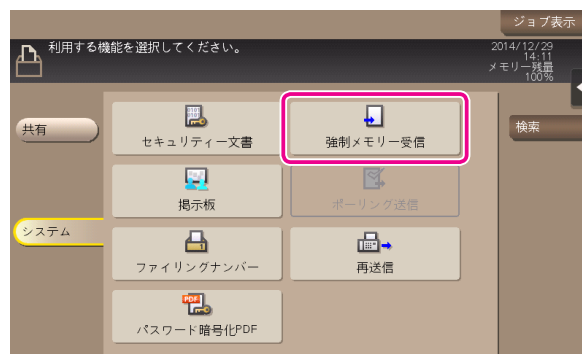 ジョブ表示
利用する機能を選択してください。
2014/12/29
14:11
メモリー残量
100%
共有
セキュリティー文書
強制メモリー受信
検索
掲示板
ポーリング送信
システム
ファイリングナンバー
再送信
PDF
パスワード暗号化PDF